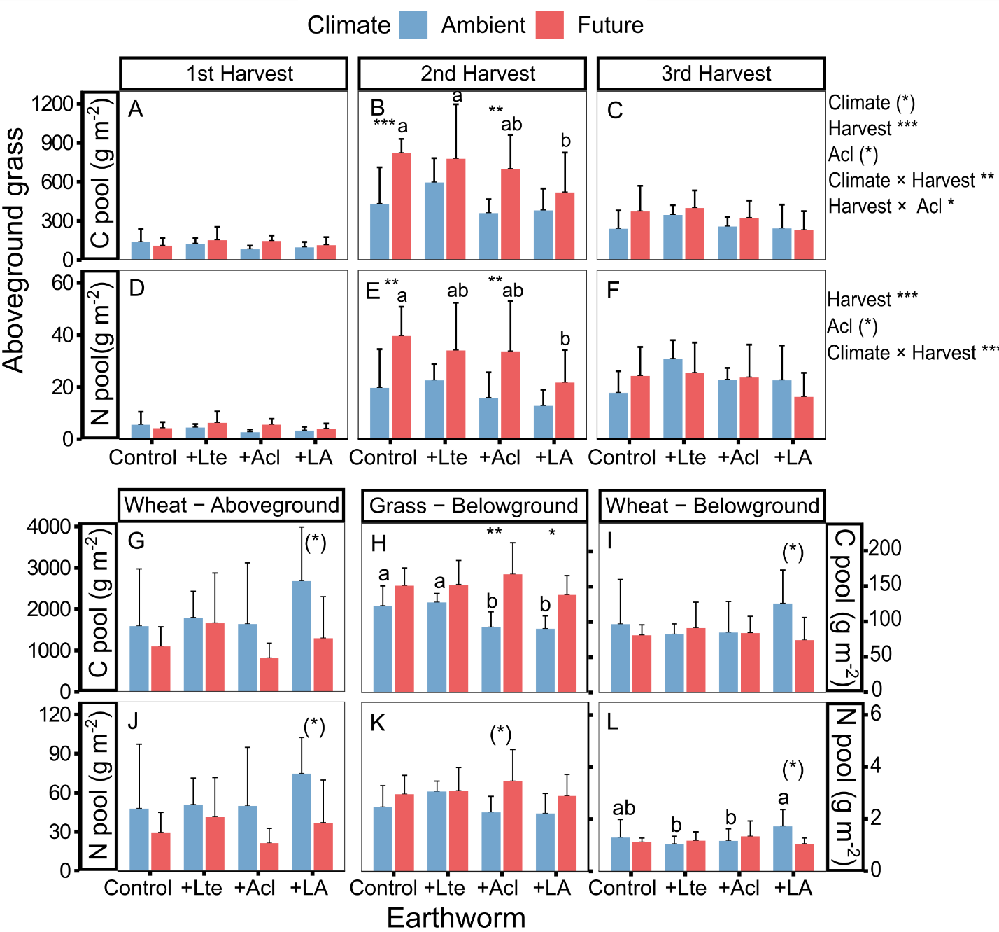 Climate Ambient Future
1st Harvest 2nd Harvest 3rd Harvest
Aboveground grass
C pool (g m⁻²)
1200
900
600
300
0
A
B
*** a
a
** ab
b
C
Climate (*)
Harvest ***
Acl (*)
Climate × Harvest **
Harvest × Acl *
N pool(g m⁻²)
60
40
20
0
D
E
** a
ab
** ab
b
F
Harvest ***
Acl (*)
Climate × Harvest ***
Control +Lte +Acl +LA Control +Lte +Acl +LA Control +Lte +Acl +LA
Wheat − Aboveground Grass − Belowground Wheat − Belowground
C pool (g m⁻²)
4000
3000
2000
1000
0
G
(*)
H
** *
a a b b
I
(*)
C pool (g m⁻²)
200
150
100
50
0
N pool (g m⁻²)
120
90
60
30
0
J
(*)
K
(*)
L
(*)
ab b b a
N pool (g m⁻²)
6
4
2
0
Control +Lte +Acl +LA Control +Lte +Acl +LA Control +Lte +Acl +LA
Earthworm